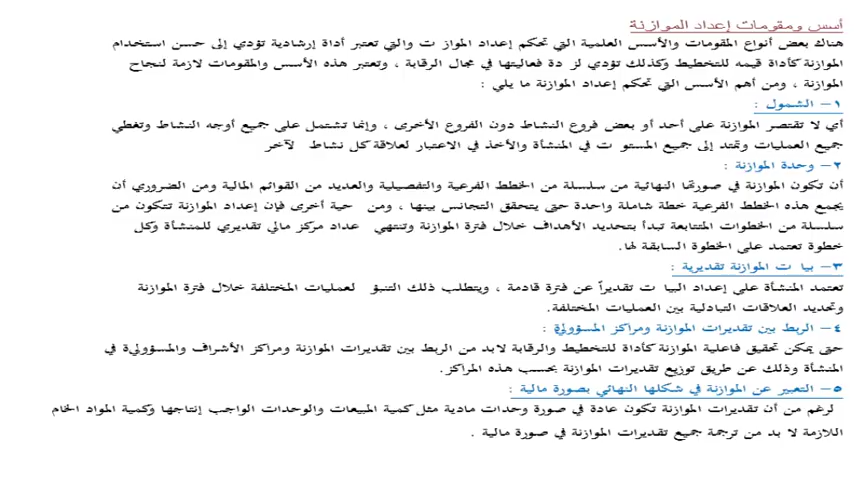 أسس ومقومات إعداد الموازنة
هناك بعض أنواع المقومات والأسس العلمية التي تحكم إعداد المواز ت والتي تعتبر أداة إرشادية تؤدي إلى حسن استخدام
الموازنة كأداة قيمه للتخطيط وكذلك تؤدي لز دة فعاليتها في مجال الرقابة ، وتعتبر هذه الأسس والمقومات لازمة لنجاح
الموازنة ، ومن أهم الأسس التي تحكم إعداد الموازنة ما يلي :
١- الشمول :
أي لا تقتصر الموازنة على أحد أو بعض فروع النشاط دون الفروع الأخرى ، وإنما تشتمل على جميع أوجه النشاط وتغطي
جميع العمليات وتمتد إلى جميع المستو ت في المنشأة والأخذ في الاعتبار لعلاقة كل نشاط لآخر
٢- وحدة الموازنة :
أن تكون الموازنة في صورتها النهائية من سلسلة من الخطط الفرعية والتفصيلية والعديد من القوائم المالية ومن الضروري أن
يجمع هذه الخطط الفرعية خطة شاملة واحدة حتى يتحقق التجانس بينها ، ومن حية أخرى فإن إعداد الموازنة تتكون من
سلسلة من الخطوات المتتابعة تبدأ بتحديد الأهداف خلال فترة الموازنة وتنتهي عداد مركز مالي تقديري للمنشأة وكل
خطوة تعتمد على الخطوة السابقة لها.
٣- بيا ت الموازنة تقديرية :
تعتمد المنشأة على إعداد البيا ت تقديراً عن فترة قادمة ، ويتطلب ذلك التنبؤ لعمليات المختلفة خلال فترة الموازنة
وتحديد العلاقات التبادلية بين العمليات المختلفة.
٤- الربط بين تقديرات الموازنة ومراكز المسؤولية :
حتى يمكن تحقيق فاعلية الموازنة كأداة للتخطيط والرقابة لابد من الربط بين تقديرات الموازنة ومراكز الأشراف والمسؤولية في
المنشأة وذلك عن طريق توزيع تقديرات الموازنة بحسب هذه المراكز.
٥- التعبير عن الموازنة في شكلها النهائي بصورة مالية :
لرغم من أن تقديرات الموازنة تكون عادة في صورة وحدات مادية مثل كمية المبيعات والوحدات الواجب إنتاجها وكمية المواد الخام
اللازمة لا بد من ترجمة جميع تقديرات الموازنة في صورة مالية .